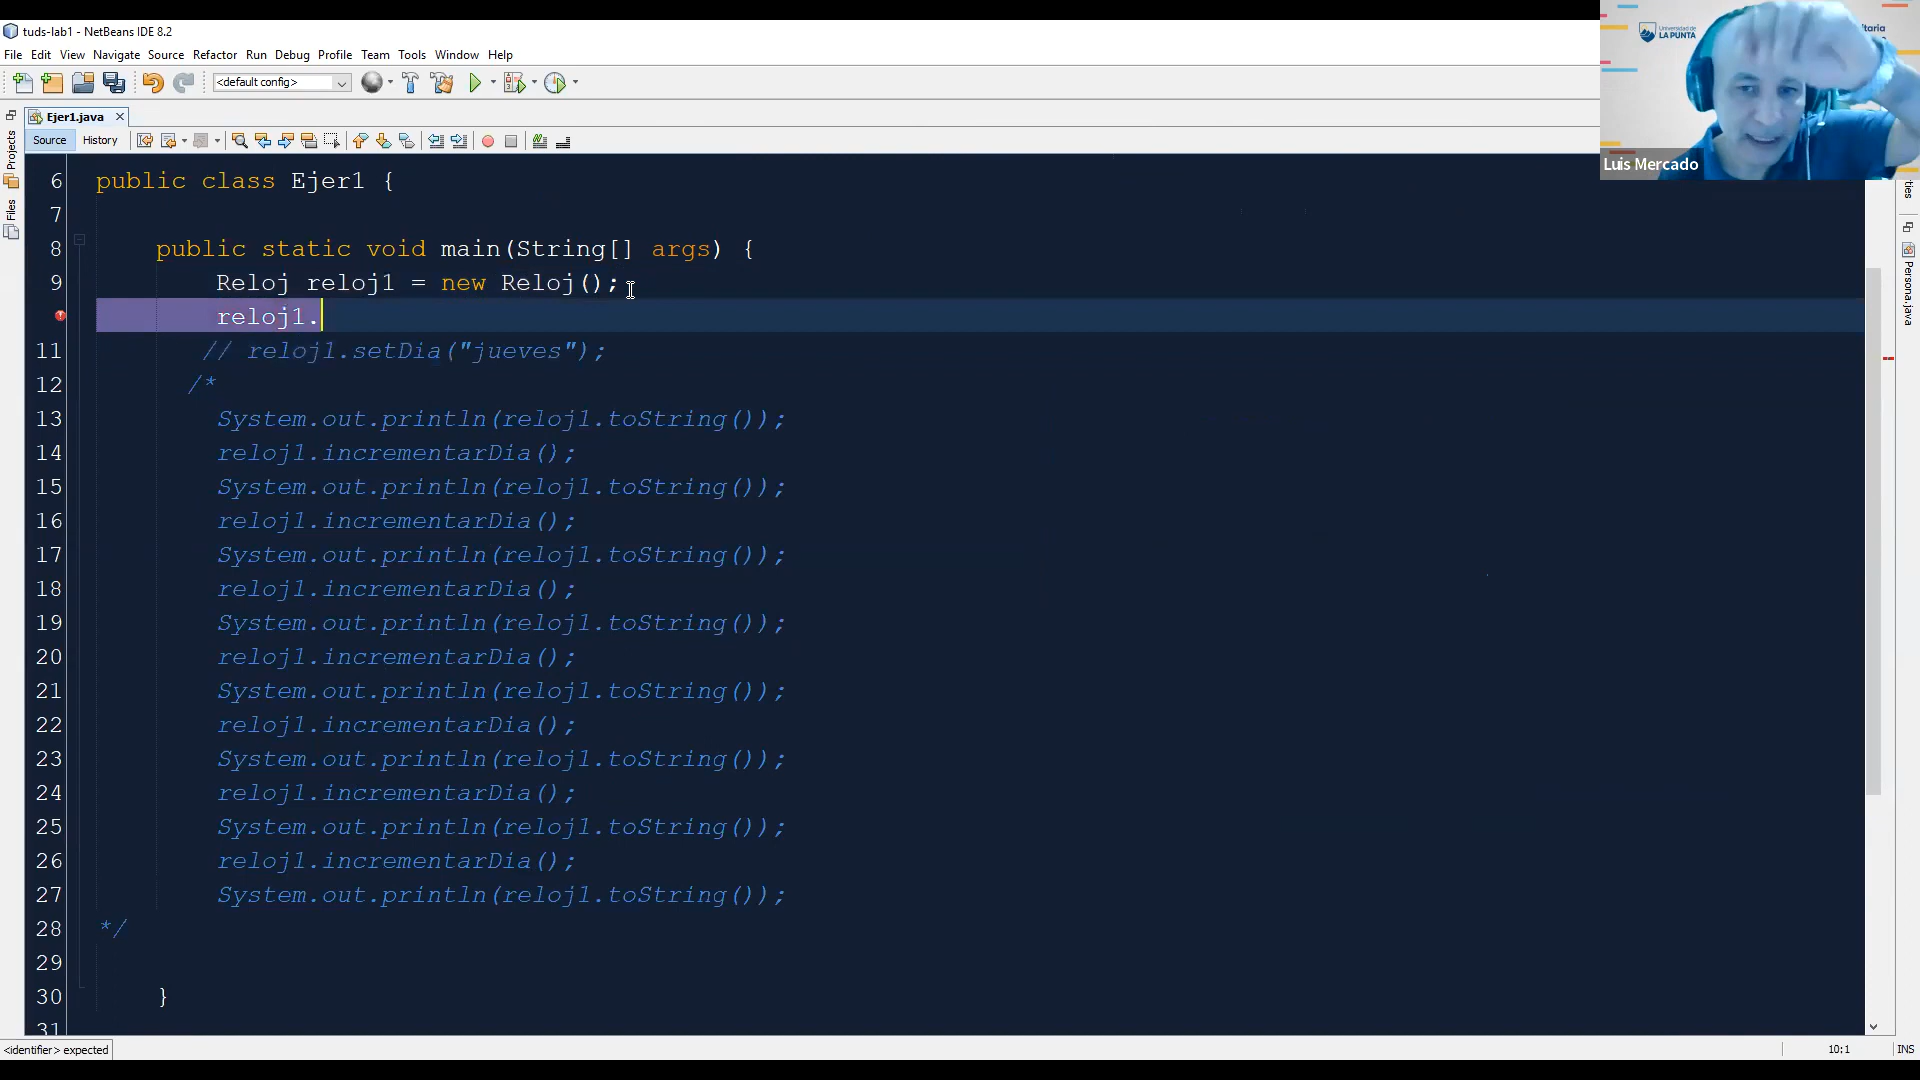 tuds-lab1 - NetBeans IDE 8.2
File Edit View Navigate Source Refactor Run Debug Profile Team Tools Window Help
<default config>
Universidad de
LA PUNTA
Luis Mercado
Ejer1.java
Source History
Projects
Files
Persona.java
6 public class Ejer1 {
7
8 public static void main(String[] args) {
9 Reloj reloj1 = new Reloj();
reloj1.
11 // reloj1.setDia("jueves");
12 /*
13 System.out.println(reloj1.toString());
14 reloj1.incrementarDia();
15 System.out.println(reloj1.toString());
16 reloj1.incrementarDia();
17 System.out.println(reloj1.toString());
18 reloj1.incrementarDia();
19 System.out.println(reloj1.toString());
20 reloj1.incrementarDia();
21 System.out.println(reloj1.toString());
22 reloj1.incrementarDia();
23 System.out.println(reloj1.toString());
24 reloj1.incrementarDia();
25 System.out.println(reloj1.toString());
26 reloj1.incrementarDia();
27 System.out.println(reloj1.toString());
28 */
29
30 }
31
<identifier> expected
10:1 INS